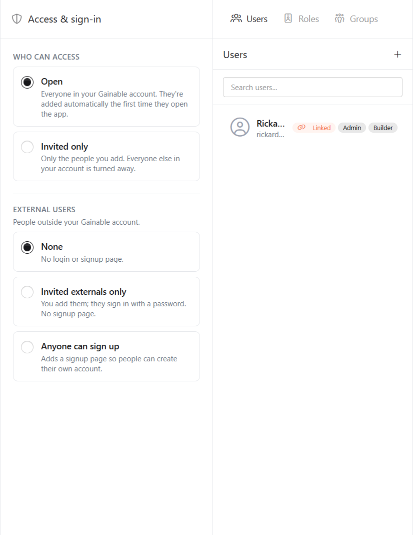 Access & sign-in
WHO CAN ACCESS
Open
Everyone in your Gainable account. They're
added automatically the first time they open
the app.
Invited only
Only the people you add. Everyone else in
your account is turned away.
EXTERNAL USERS
People outside your Gainable account.
None
No login or signup page.
Invited externals only
You add them; they sign in with a password.
No signup page.
Anyone can sign up
Adds a signup page so people can create
their own account.
Users Roles Groups
Users
Search users...
Ricka...
rickard...
Linked Admin Builder